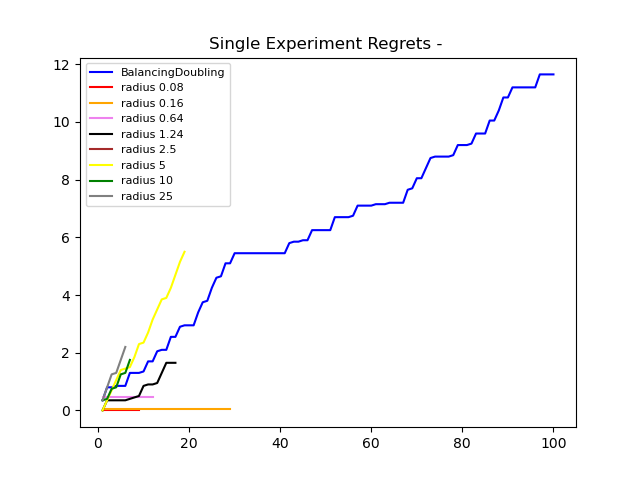 Single Experiment Regrets -
12
10
8
6
4
2
0
BalancingDoubling
radius 0.08
radius 0.16
radius 0.64
radius 1.24
radius 2.5
radius 5
radius 10
radius 25
0 20 40 60 80 100